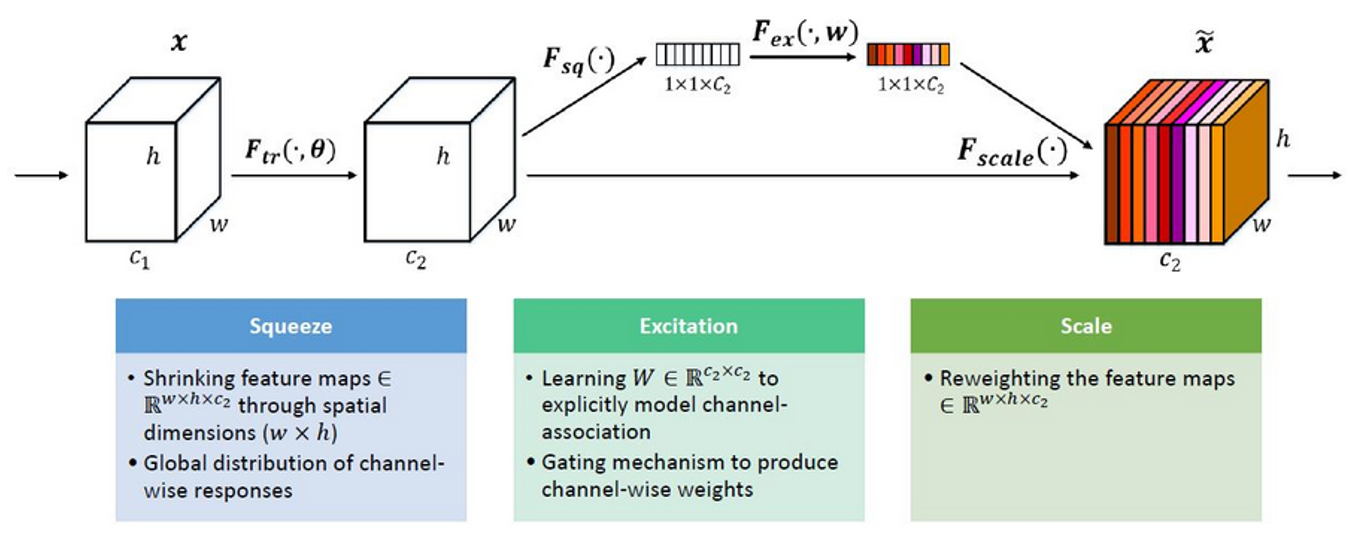 x
F_sq(·)
F_ex(·, w)
1×1×C_2
1×1×C_2
x̃
h
F_tr(·, θ)
h
F_scale(·)
h
w
w
w
c_1
c_2
c_2
Squeeze
• Shrinking feature maps ∈
ℝ^{w×h×c_2} through spatial
dimensions (w × h)
• Global distribution of channel-
wise responses
Excitation
• Learning W ∈ ℝ^{c_2×c_2} to
explicitly model channel-
association
• Gating mechanism to produce
channel-wise weights
Scale
• Reweighting the feature maps
∈ ℝ^{w×h×c_2}